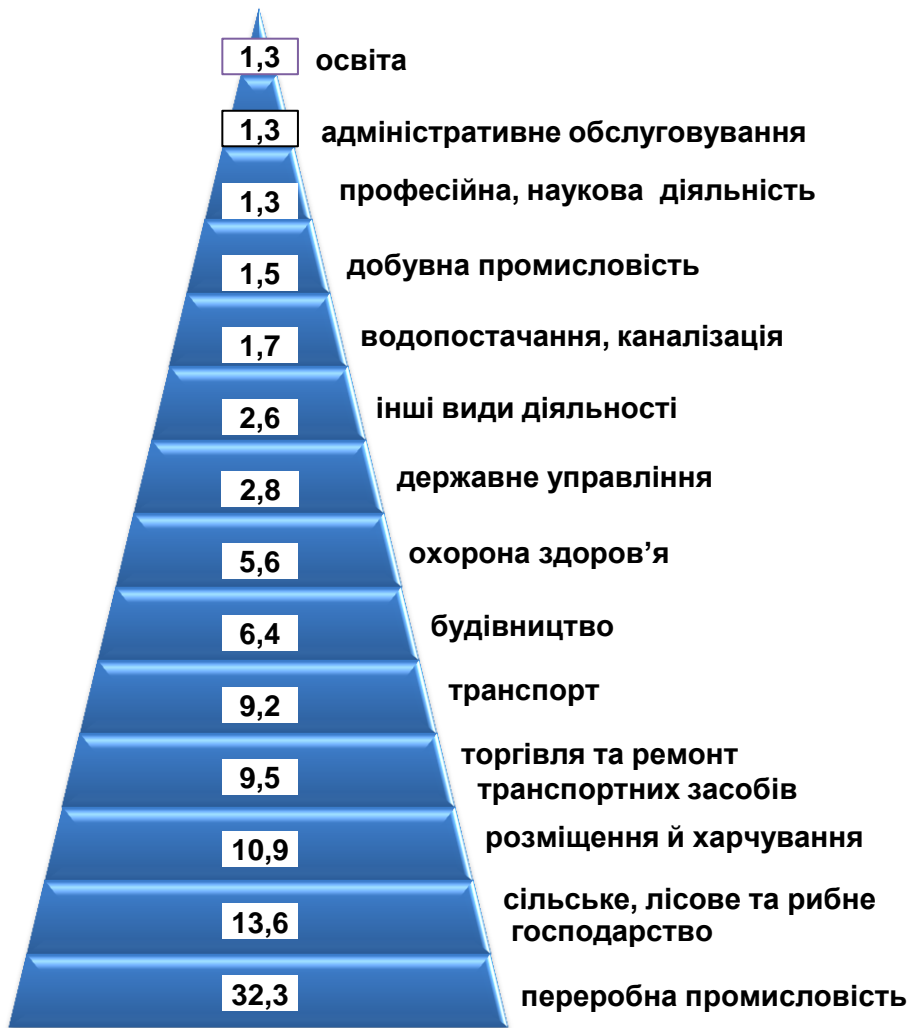 1,3 освіта
1,3 адміністративне обслуговування
1,3 професійна, наукова діяльність
1,5 добувна промисловість
1,7 водопостачання, каналізація
2,6 інші види діяльності
2,8 державне управління
5,6 охорона здоров’я
6,4 будівництво
9,2 транспорт
9,5 торгівля та ремонт
транспортних засобів
10,9 розміщення й харчування
13,6 сільське, лісове та рибне
господарство
32,3 переробна промисловість